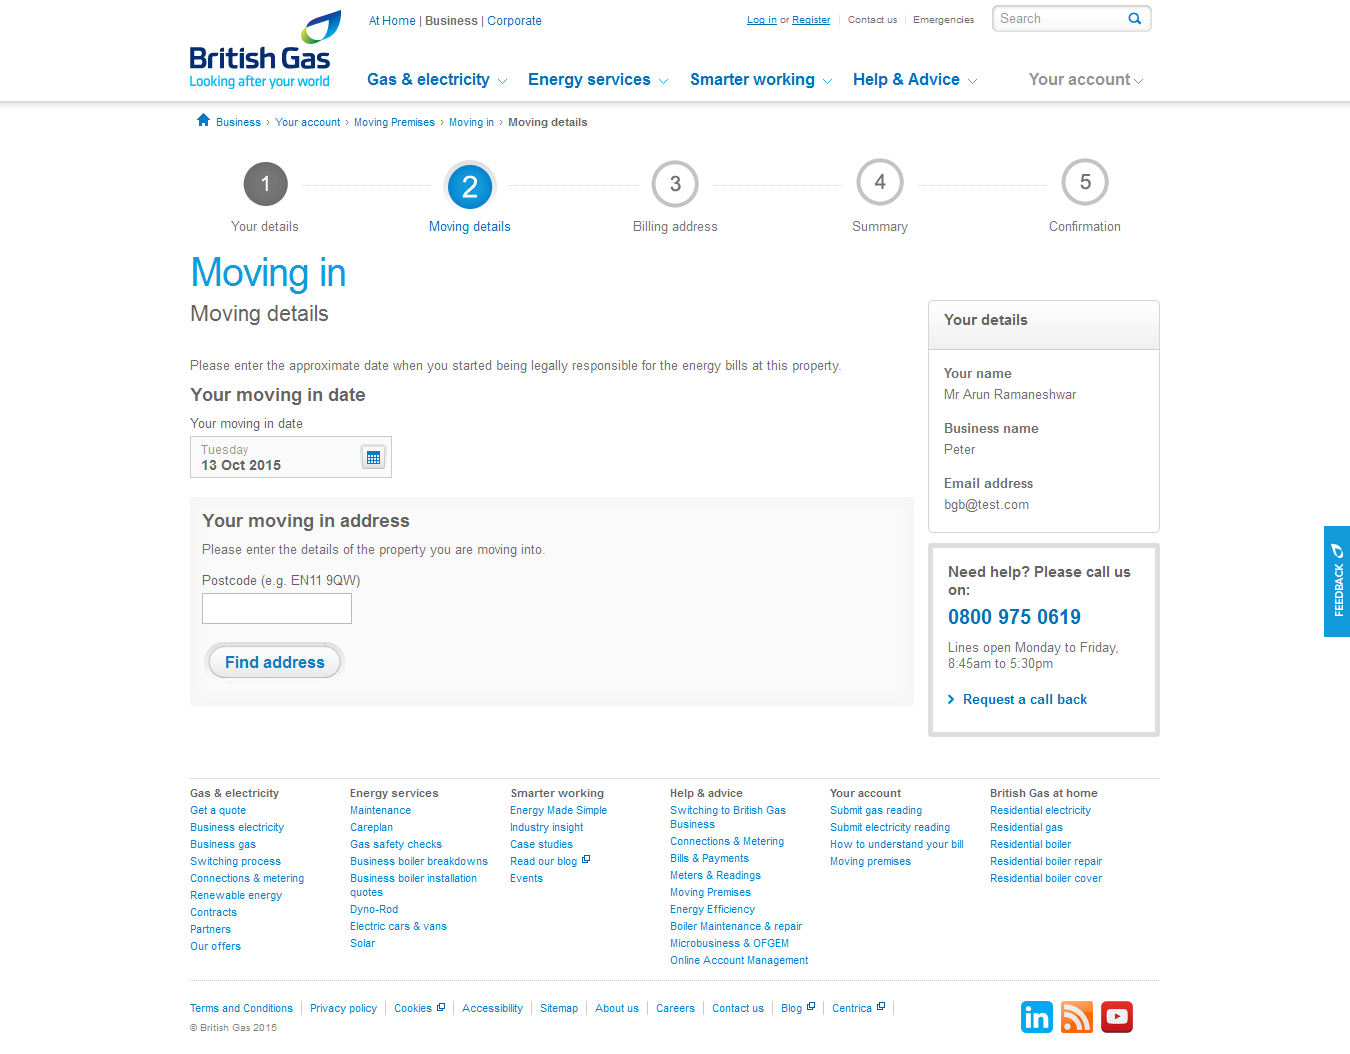 British Gas
Looking after your world
At Home | Business | Corporate
Log in or Register
Contact us
Emergencies
Search
Gas & electricity
Energy services
Smarter working
Help & Advice
Your account
Business › Your account › Moving Premises › Moving in › Moving details
1
2
3
4
5
Your details
Moving details
Billing address
Summary
Confirmation
Moving in
Moving details
Please enter the approximate date when you started being legally responsible for the energy bills at this property.
Your moving in date
Your moving in date
Tuesday
13 Oct 2015
Your moving in address
Please enter the details of the property you are moving into.
Postcode (e.g. EN11 9QW)
Find address
Your details
Your name
Mr Arun Ramaneshwar
Business name
Peter
Email address
bgb@test.com
Need help? Please call us
on:
0800 975 0619
Lines open Monday to Friday,
8:45am to 5:30pm
Request a call back
FEEDBACK
Gas & electricity
Get a quote
Business electricity
Business gas
Switching process
Connections & metering
Renewable energy
Contracts
Partners
Our offers
Energy services
Maintenance
Careplan
Gas safety checks
Business boiler breakdowns
Business boiler installation
quotes
Dyno-Rod
Electric cars & vans
Solar
Smarter working
Energy Made Simple
Industry insight
Case studies
Read our blog
Events
Help & advice
Switching to British Gas
Business
Connections & Metering
Bills & Payments
Meters & Readings
Moving Premises
Energy Efficiency
Boiler Maintenance & repair
Microbusiness & OFGEM
Online Account Management
Your account
Submit gas reading
Submit electricity reading
How to understand your bill
Moving premises
British Gas at home
Residential electricity
Residential gas
Residential boiler
Residential boiler repair
Residential boiler cover
Terms and Conditions
Privacy policy
Cookies
Accessibility
Sitemap
About us
Careers
Contact us
Blog
Centrica
© British Gas 2015
in